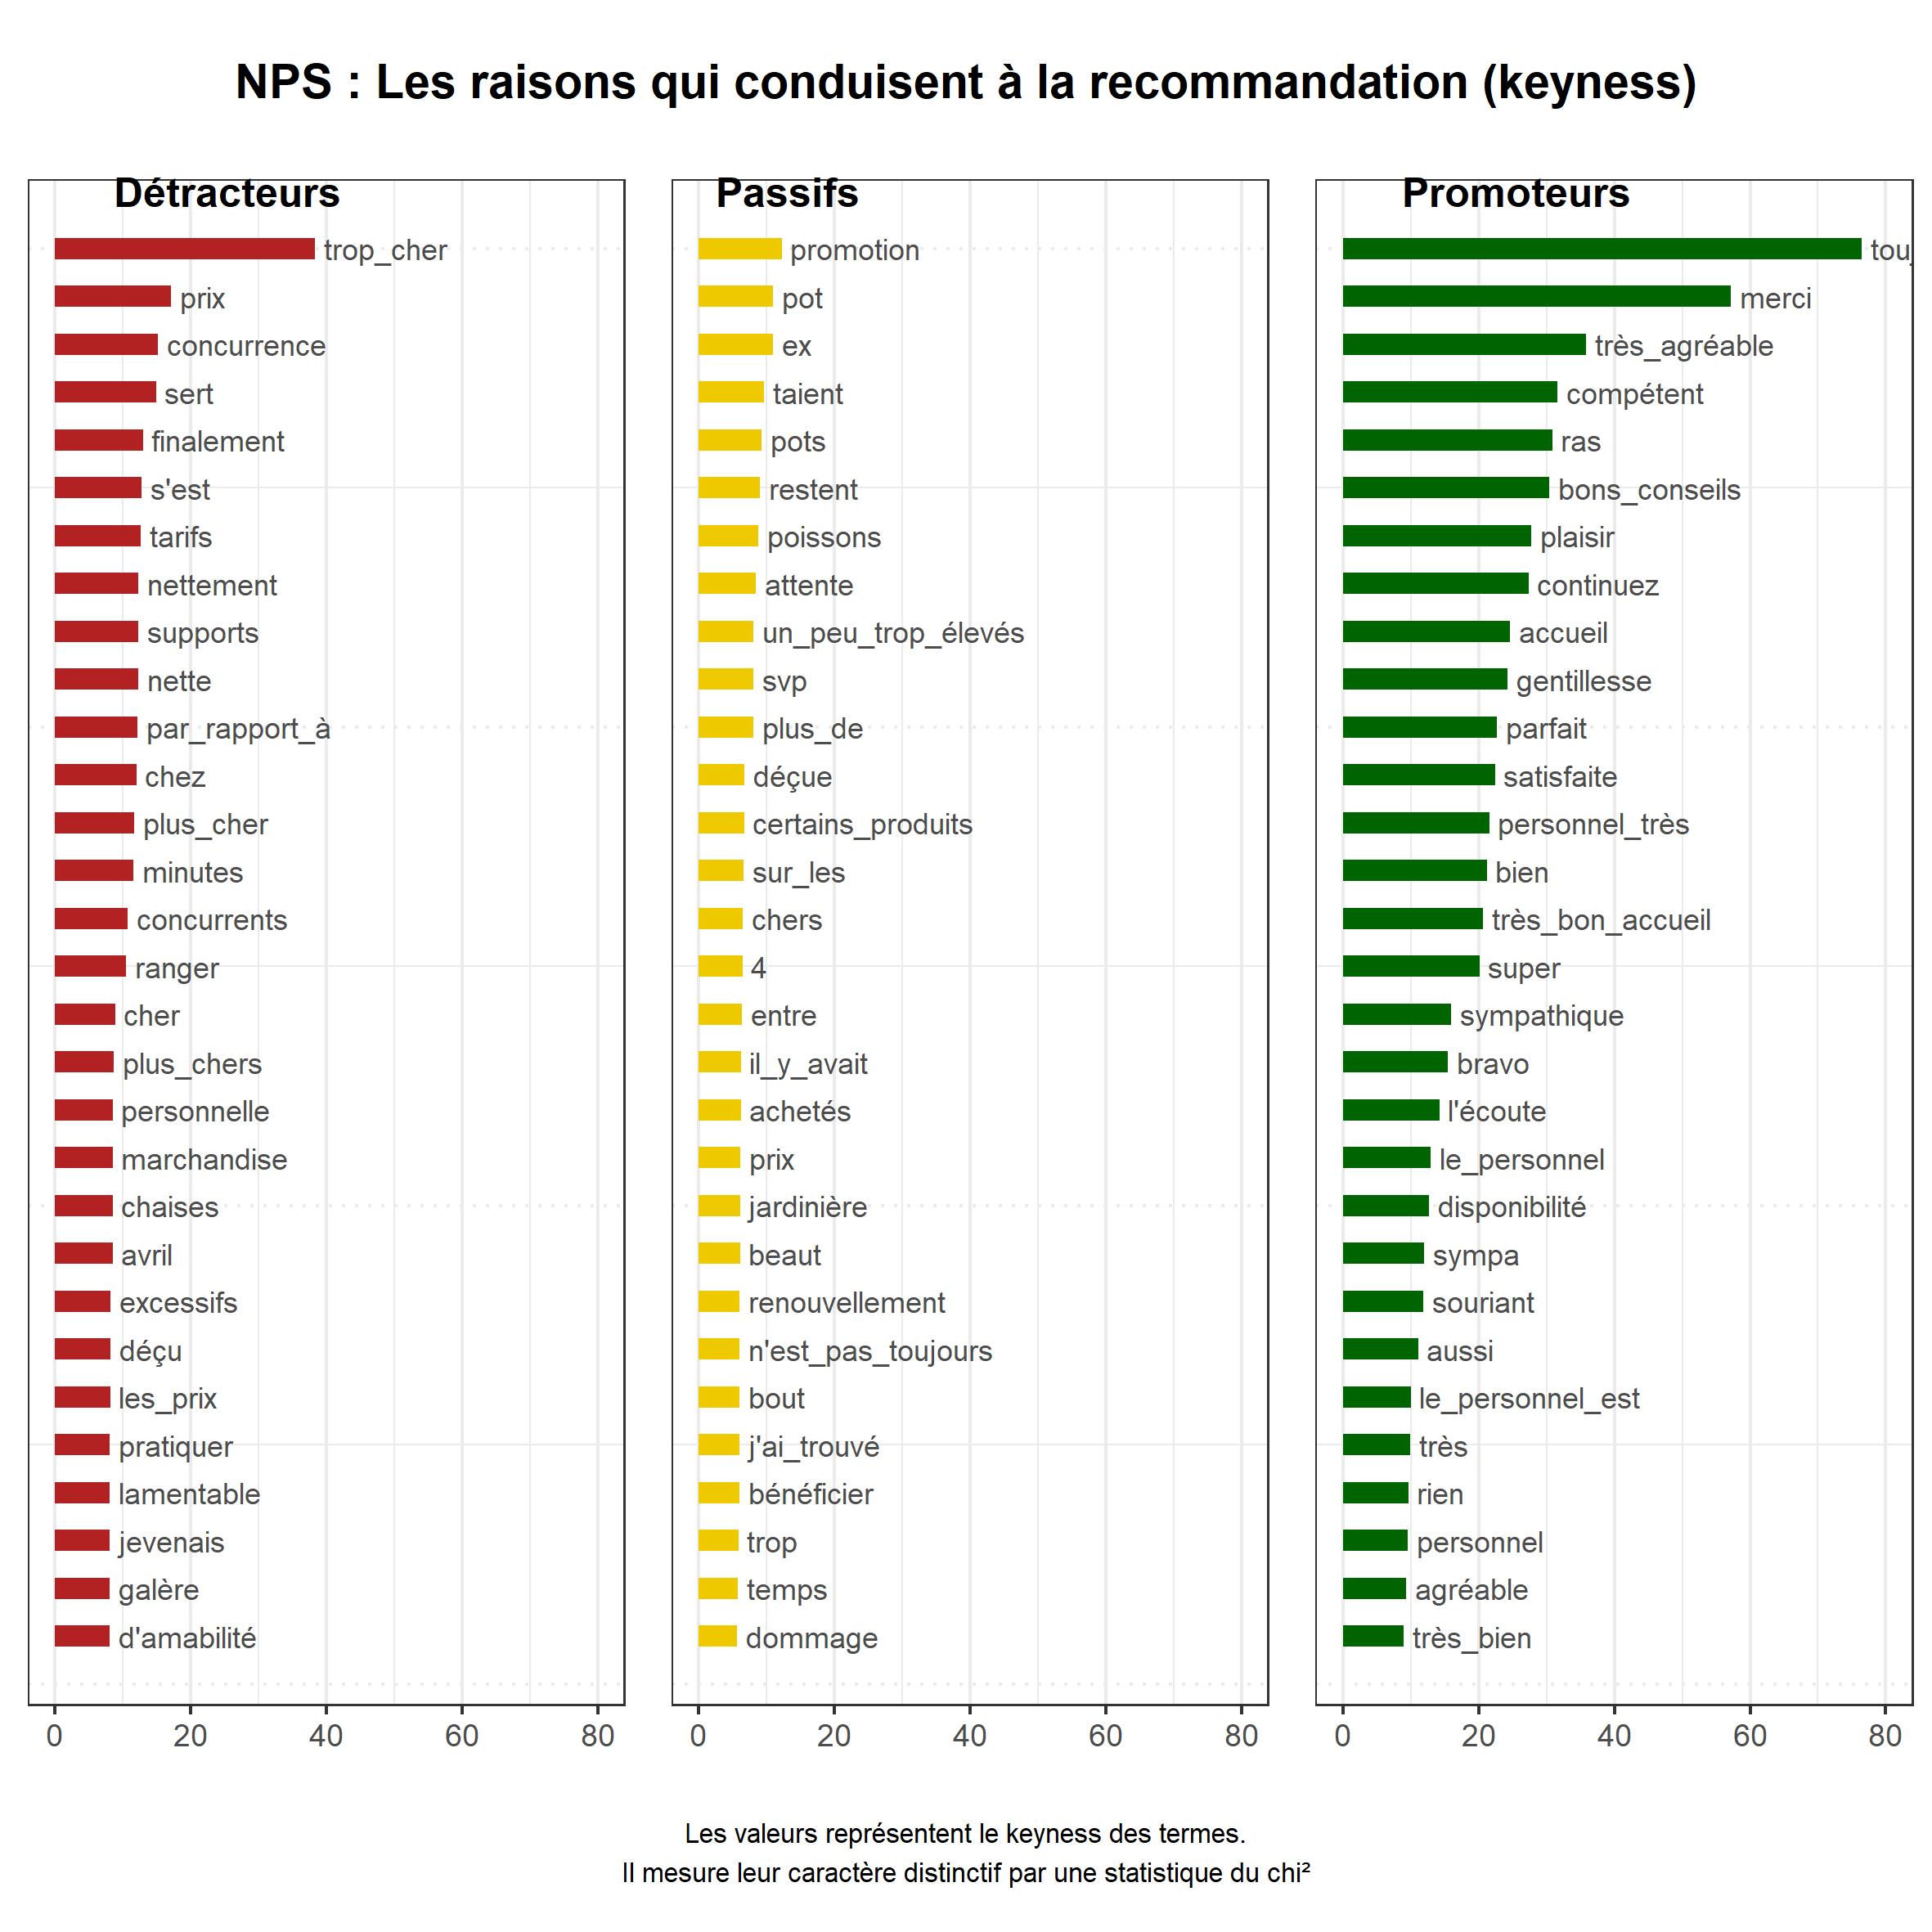 NPS : Les raisons qui conduisent à la recommandation (keyness)
Détracteurs
trop_cher
prix
concurrence
sert
finalement
s'est
tarifs
nettement
supports
nette
par_rapport_à
chez
plus_cher
minutes
concurrents
ranger
cher
plus_chers
personnelle
marchandise
chaises
avril
excessifs
déçu
les_prix
pratiquer
lamentable
jevenais
galère
d'amabilité
0 20 40 60 80
Passifs
promotion
pot
ex
taient
pots
restent
poissons
attente
un_peu_trop_élevés
svp
plus_de
déçue
certains_produits
sur_les
chers
4
entre
il_y_avait
achetés
prix
jardinière
beaut
renouvellement
n'est_pas_toujours
bout
j'ai_trouvé
bénéficier
trop
temps
dommage
0 20 40 60 80
Promoteurs
touj
merci
très_agréable
compétent
ras
bons_conseils
plaisir
continuez
accueil
gentillesse
parfait
satisfaite
personnel_très
bien
très_bon_accueil
super
sympathique
bravo
l'écoute
le_personnel
disponibilité
sympa
souriant
aussi
le_personnel_est
très
rien
personnel
agréable
très_bien
0 20 40 60 80
Les valeurs représentent le keyness des termes.
Il mesure leur caractère distinctif par une statistique du chi²